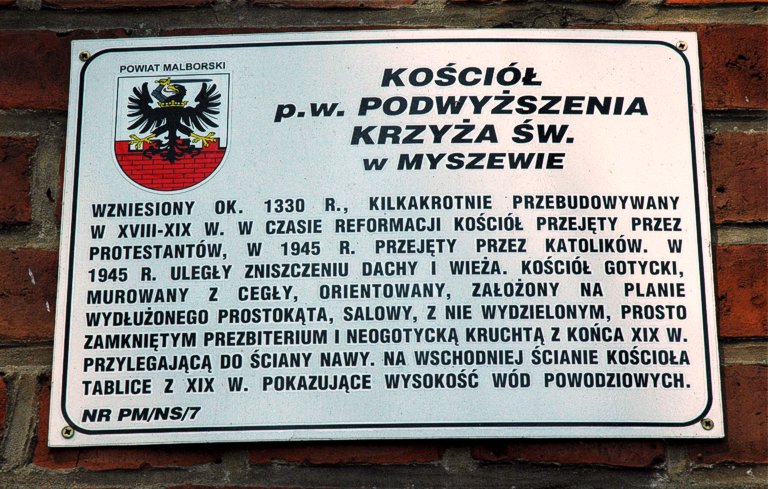 POWIAT MALBORSKI
KOŚCIÓŁ
p.w. PODWYŻSZENIA
KRZYŻA ŚW.
w MYSZEWIE
WZNIESIONY OK. 1330 R., KILKAKROTNIE PRZEBUDOWYWANY
W XVIII-XIX W. W CZASIE REFORMACJI KOŚCIÓŁ PRZEJĘTY PRZEZ
PROTESTANTÓW, W 1945 R. PRZEJĘTY PRZEZ KATOLIKÓW. W
1945 R. ULEGŁY ZNISZCZENIU DACHY I WIEŻA. KOŚCIÓŁ GOTYCKI,
MUROWANY Z CEGŁY, ORIENTOWANY, ZAŁOŻONY NA PLANIE
WYDŁUŻONEGO PROSTOKĄTA, SALOWY, Z NIE WYDZIELONYM, PROSTO
ZAMKNIĘTYM PREZBITERIUM I NEOGOTYCKĄ KRUCHTĄ Z KOŃCA XIX W.
PRZYLEGAJĄCĄ DO ŚCIANY NAWY. NA WSCHODNIEJ ŚCIANIE KOŚCIOŁA
TABLICE Z XIX W. POKAZUJĄCE WYSOKOŚĆ WÓD POWODZIOWYCH.
NR PM/NS/7